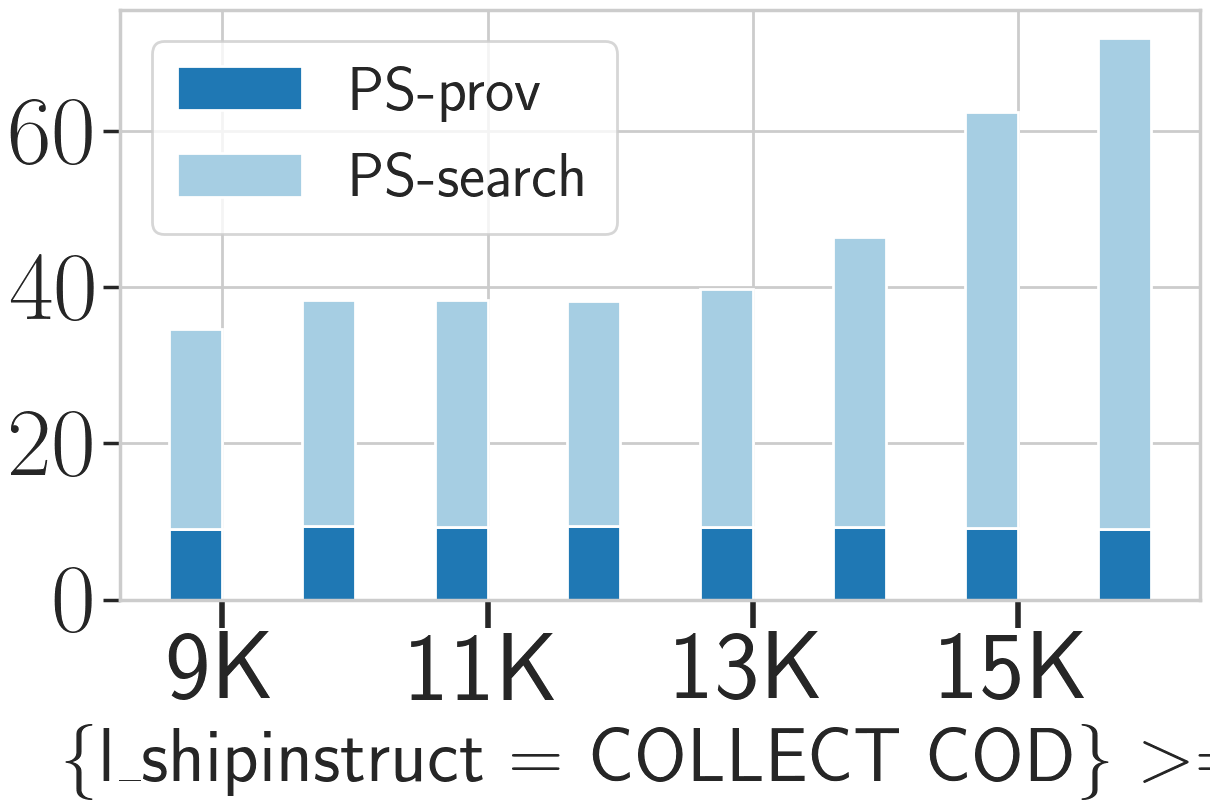 PS-prov
PS-search
60
40
20
0
9K 11K 13K 15K
{l_shipinstruct = COLLECT COD} >=